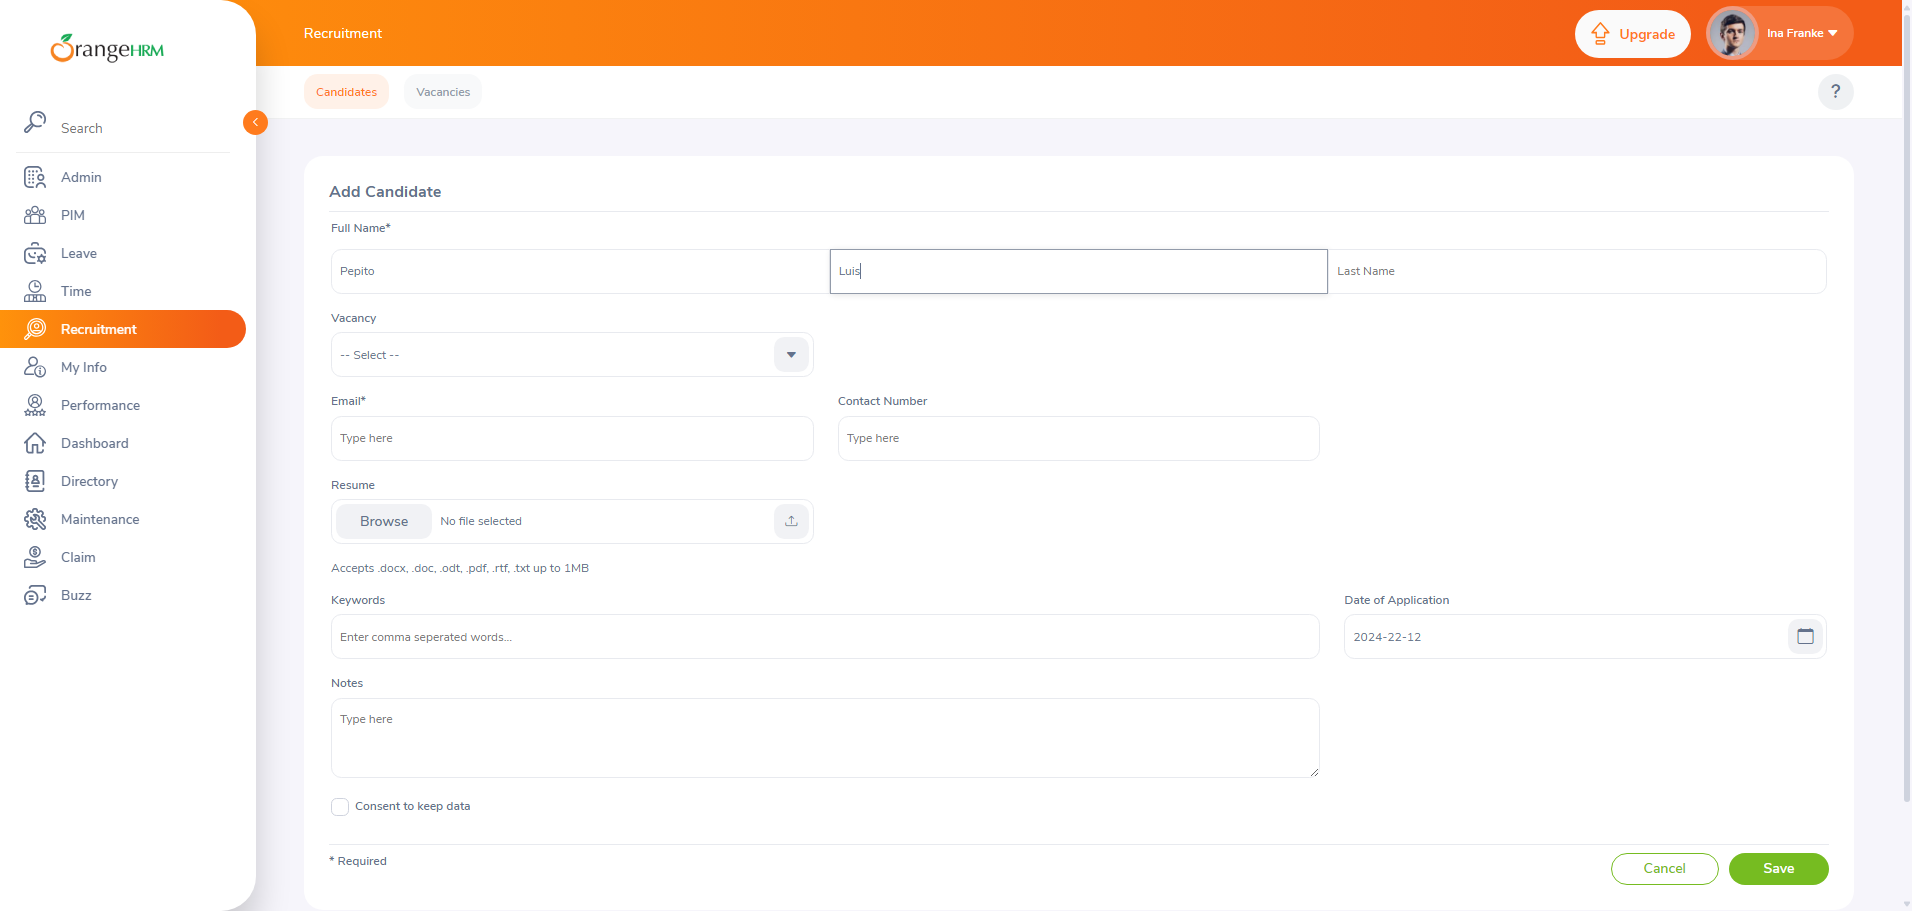 OrangeHRM
Recruitment
Upgrade
Ina Franke
Candidates
Vacancies
?
Search
Admin
PIM
Leave
Time
Recruitment
My Info
Performance
Dashboard
Directory
Maintenance
Claim
Buzz
Add Candidate
Full Name*
Pepito
Luis
Last Name
Vacancy
-- Select --
Email*
Contact Number
Type here
Type here
Resume
Browse
No file selected
Accepts .docx, .doc, .odt, .pdf, .rtf, .txt up to 1MB
Keywords
Date of Application
Enter comma seperated words...
2024-22-12
Notes
Type here
Consent to keep data
* Required
Cancel
Save